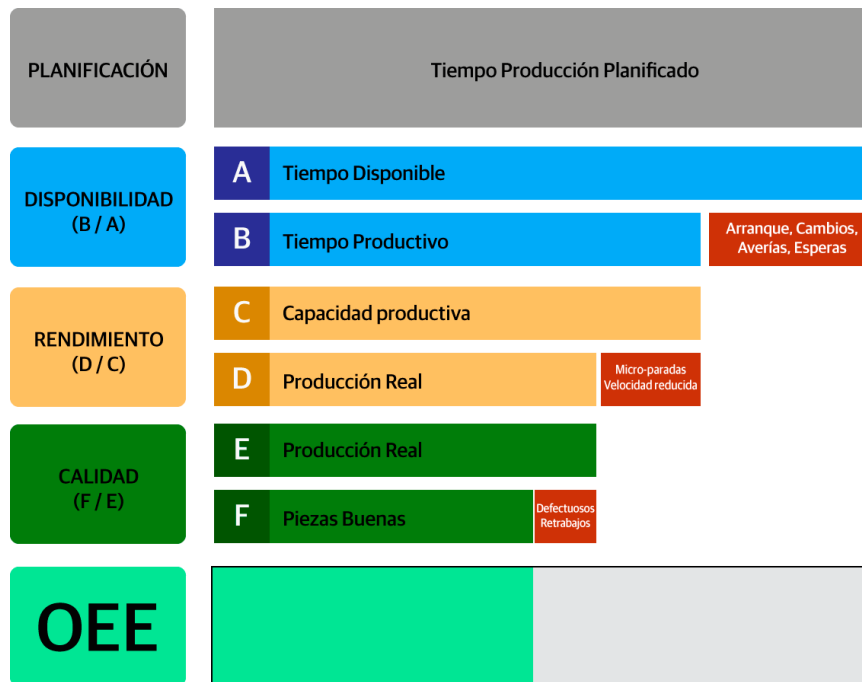 PLANIFICACIÓN
Tiempo Producción Planificado
DISPONIBILIDAD
(B / A)
A
Tiempo Disponible
B
Tiempo Productivo
Arranque, Cambios,
Averías, Esperas
RENDIMIENTO
(D / C)
C
Capacidad productiva
D
Producción Real
Micro-paradas
Velocidad reducida
CALIDAD
(F / E)
E
Producción Real
F
Piezas Buenas
Defectuosos
Retrabajos
OEE